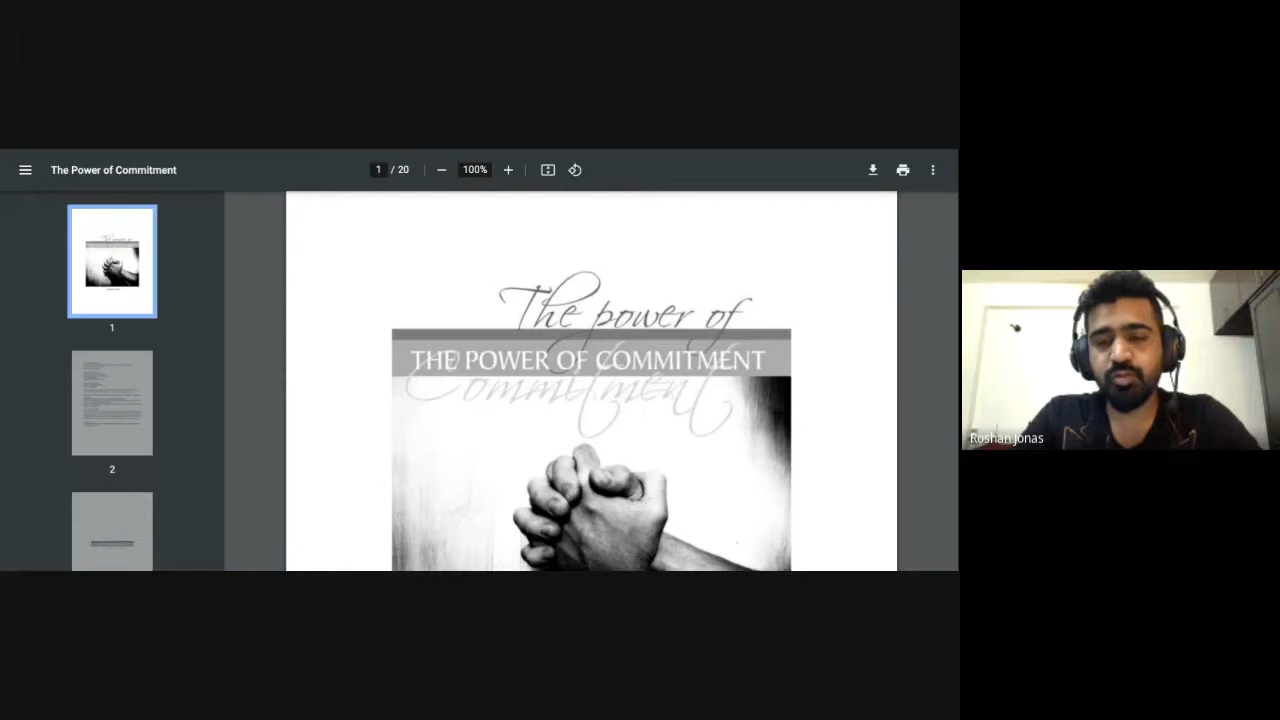 The Power of Commitment
1 / 20
100%
The power of
THE POWER OF COMMITMENT
Commitment
1
2
Roshan Jonas